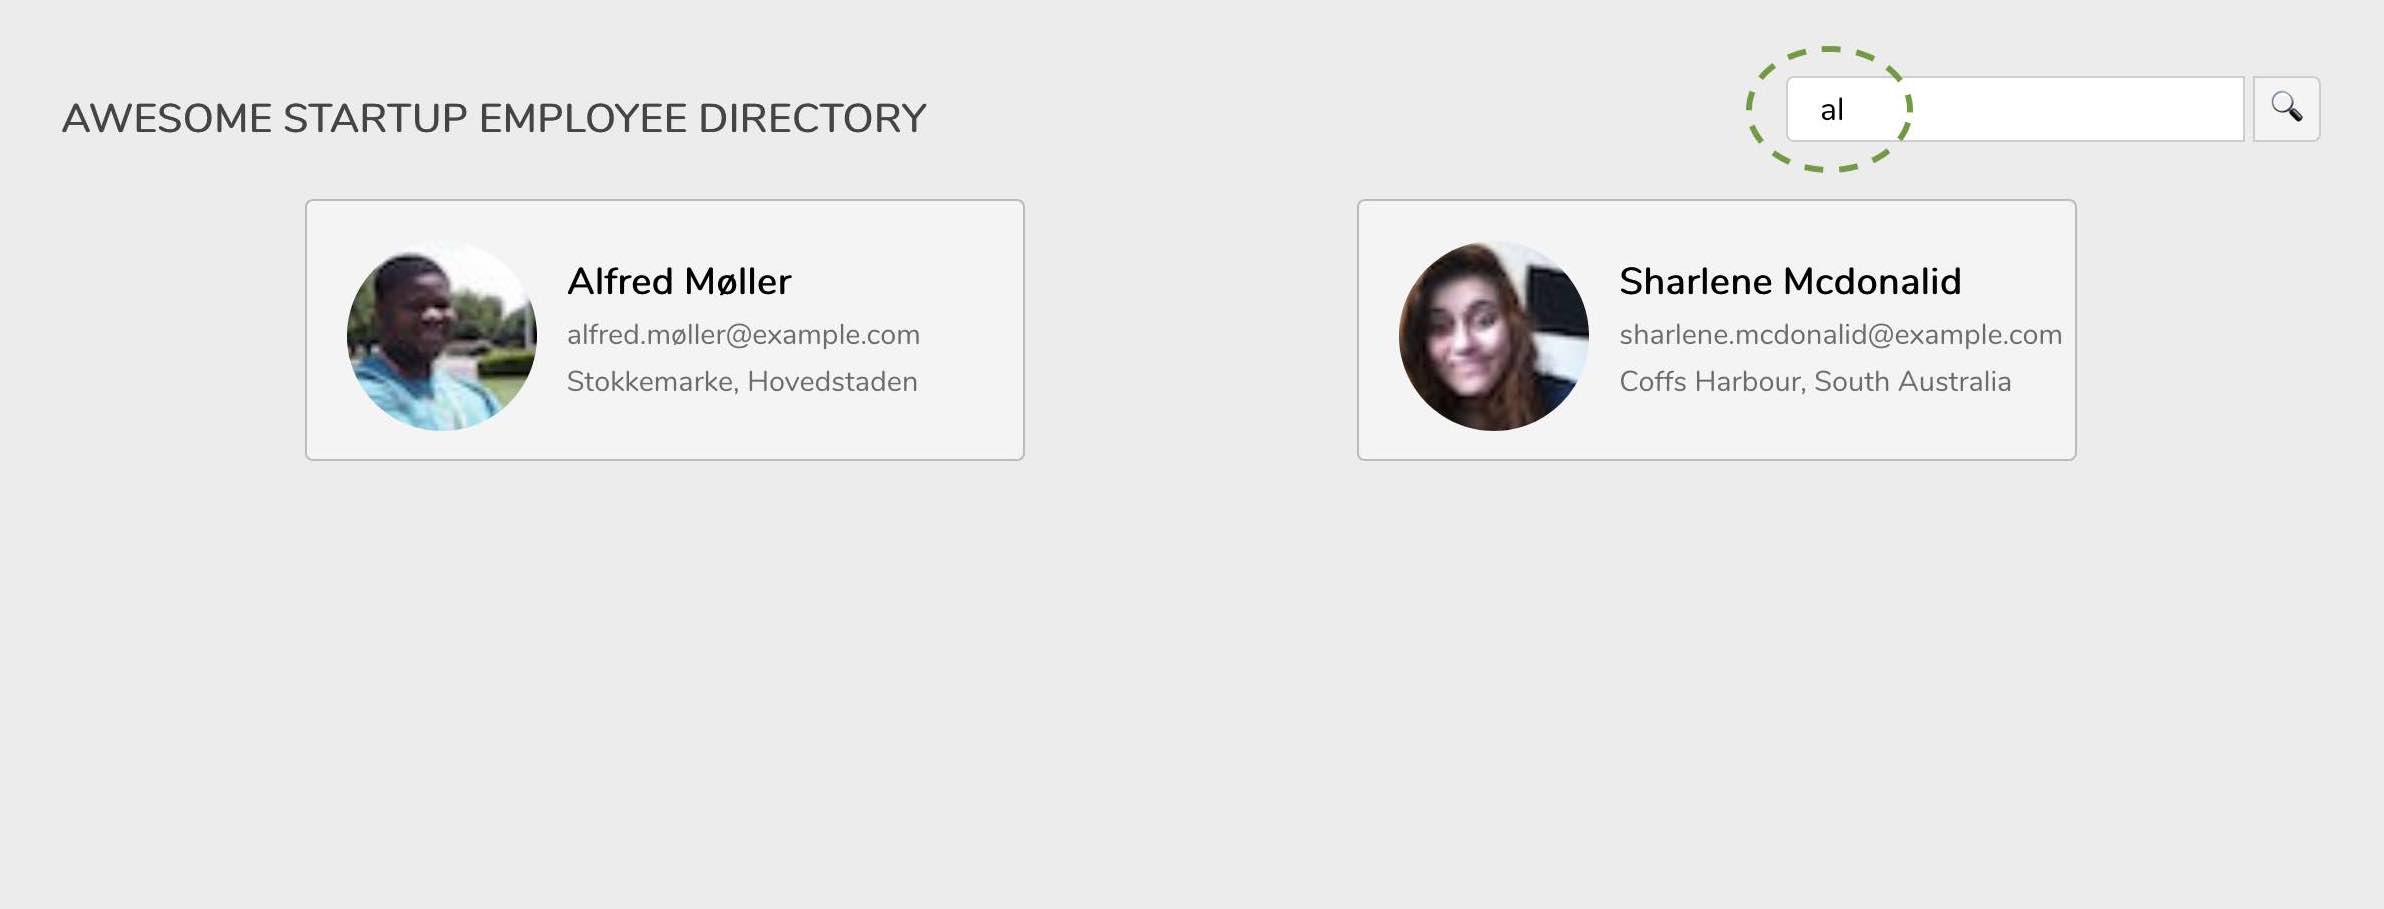 AWESOME STARTUP EMPLOYEE DIRECTORY
al
Alfred Møller
alfred.møller@example.com
Stokkemarke, Hovedstaden
Sharlene Mcdonalid
sharlene.mcdonalid@example.com
Coffs Harbour, South Australia